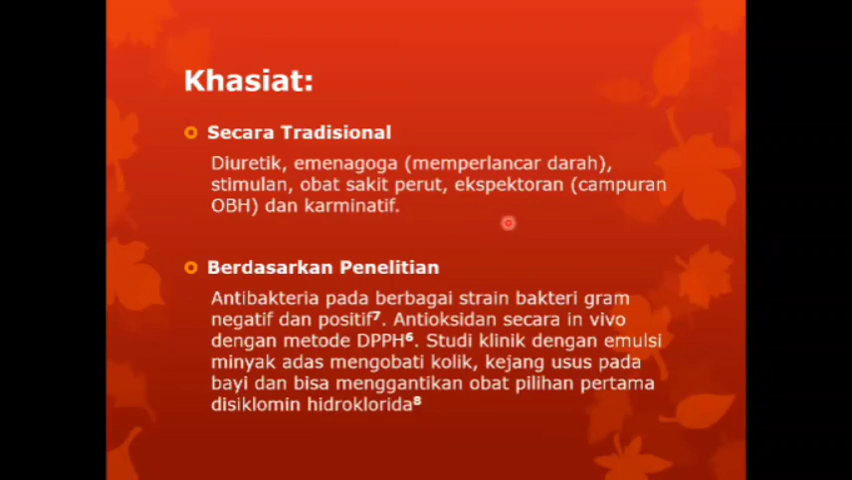 Khasiat:
Secara Tradisional
Diuretik, emenagoga (memperlancar darah),
stimulan, obat sakit perut, ekspektoran (campuran
OBH) dan karminatif.
Berdasarkan Penelitian
Antibakteria pada berbagai strain bakteri gram
negatif dan positif⁷. Antioksidan secara in vivo
dengan metode DPPH⁶. Studi klinik dengan emulsi
minyak adas mengobati kolik, kejang usus pada
bayi dan bisa menggantikan obat pilihan pertama
disiklomin hidroklorida⁸